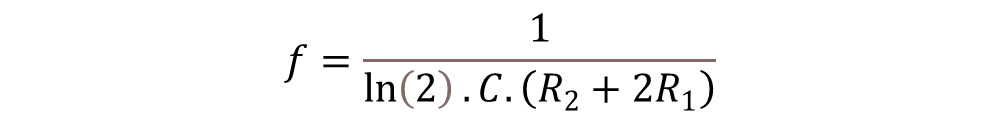 f = 1 / ln(2) . C. (R₂ + 2R₁)